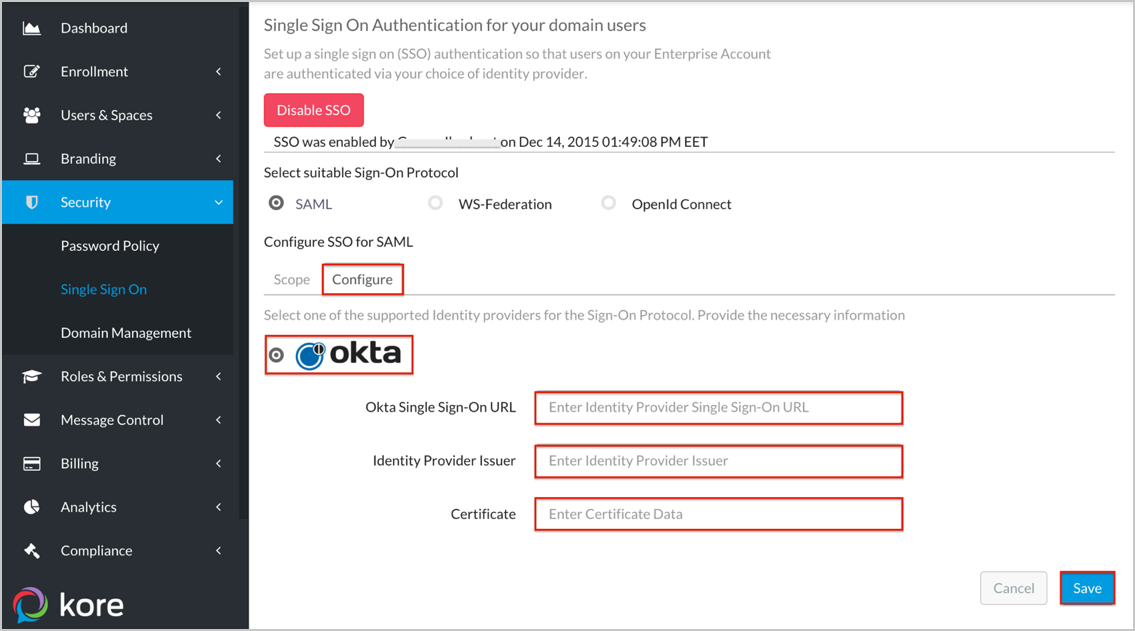 Dashboard
Enrollment
Users & Spaces
Branding
Security
Password Policy
Single Sign On
Domain Management
Roles & Permissions
Message Control
Billing
Analytics
Compliance
kore
Single Sign On Authentication for your domain users
Set up a single sign on (SSO) authentication so that users on your Enterprise Account
are authenticated via your choice of identity provider.
Disable SSO
SSO was enabled by on Dec 14, 2015 01:49:08 PM EET
Select suitable Sign-On Protocol
SAML WS-Federation OpenId Connect
Configure SSO for SAML
Scope Configure
Select one of the supported Identity providers for the Sign-On Protocol. Provide the necessary information
okta
Okta Single Sign-On URL Enter Identity Provider Single Sign-On URL
Identity Provider Issuer Enter Identity Provider Issuer
Certificate Enter Certificate Data
Cancel Save